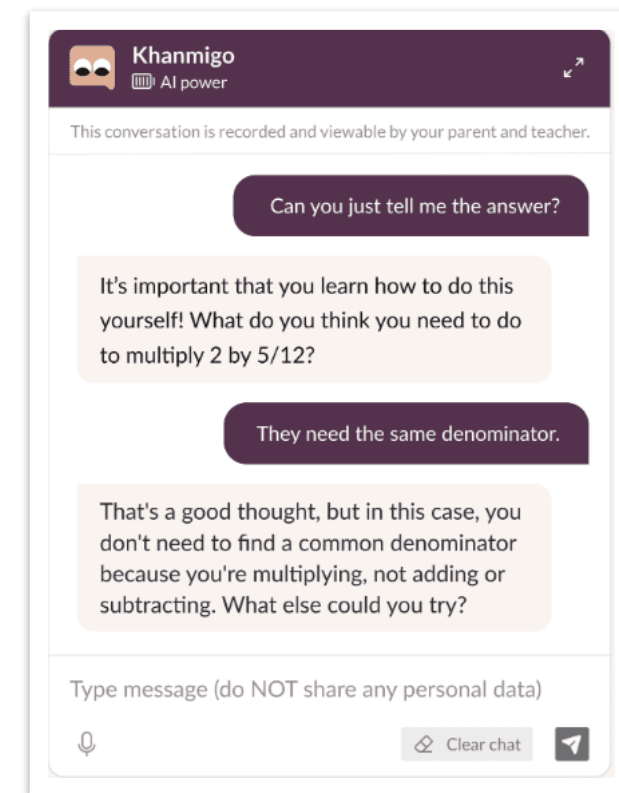 Khanmigo
AI power
This conversation is recorded and viewable by your parent and teacher.
Can you just tell me the answer?
It’s important that you learn how to do this
yourself! What do you think you need to do
to multiply 2 by 5/12?
They need the same denominator.
That's a good thought, but in this case, you
don't need to find a common denominator
because you're multiplying, not adding or
subtracting. What else could you try?
Type message (do NOT share any personal data)
Clear chat